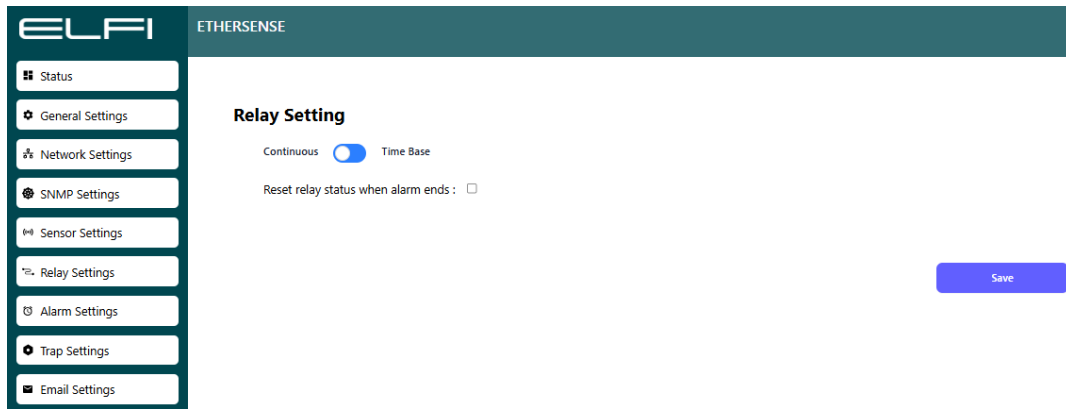 ELFI
ETHERSENSE
Status
General Settings
Network Settings
SNMP Settings
Sensor Settings
Relay Settings
Alarm Settings
Trap Settings
Email Settings
Relay Setting
Continuous Time Base
Reset relay status when alarm ends :
Save